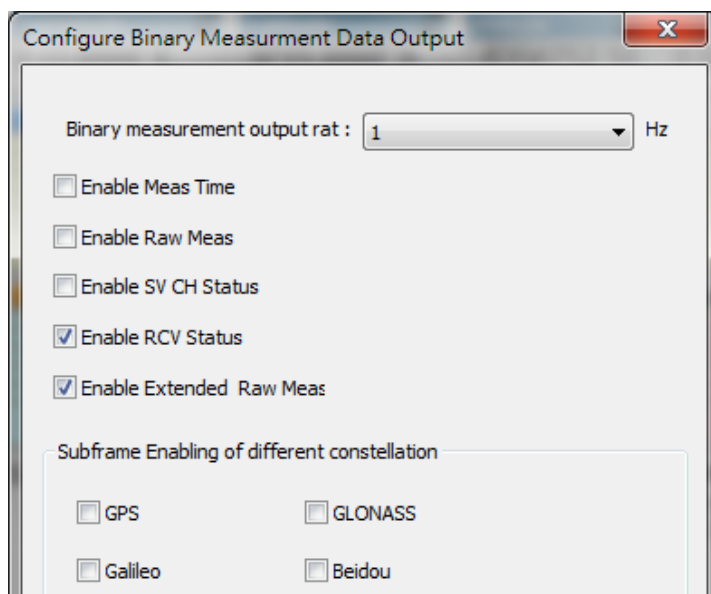 Configure Binary Measurment Data Output
Binary measurement output rat : 1 Hz
Enable Meas Time
Enable Raw Meas
Enable SV CH Status
Enable RCV Status
Enable Extended Raw Meas
Subframe Enabling of different constellation
GPS GLONASS
Galileo Beidou